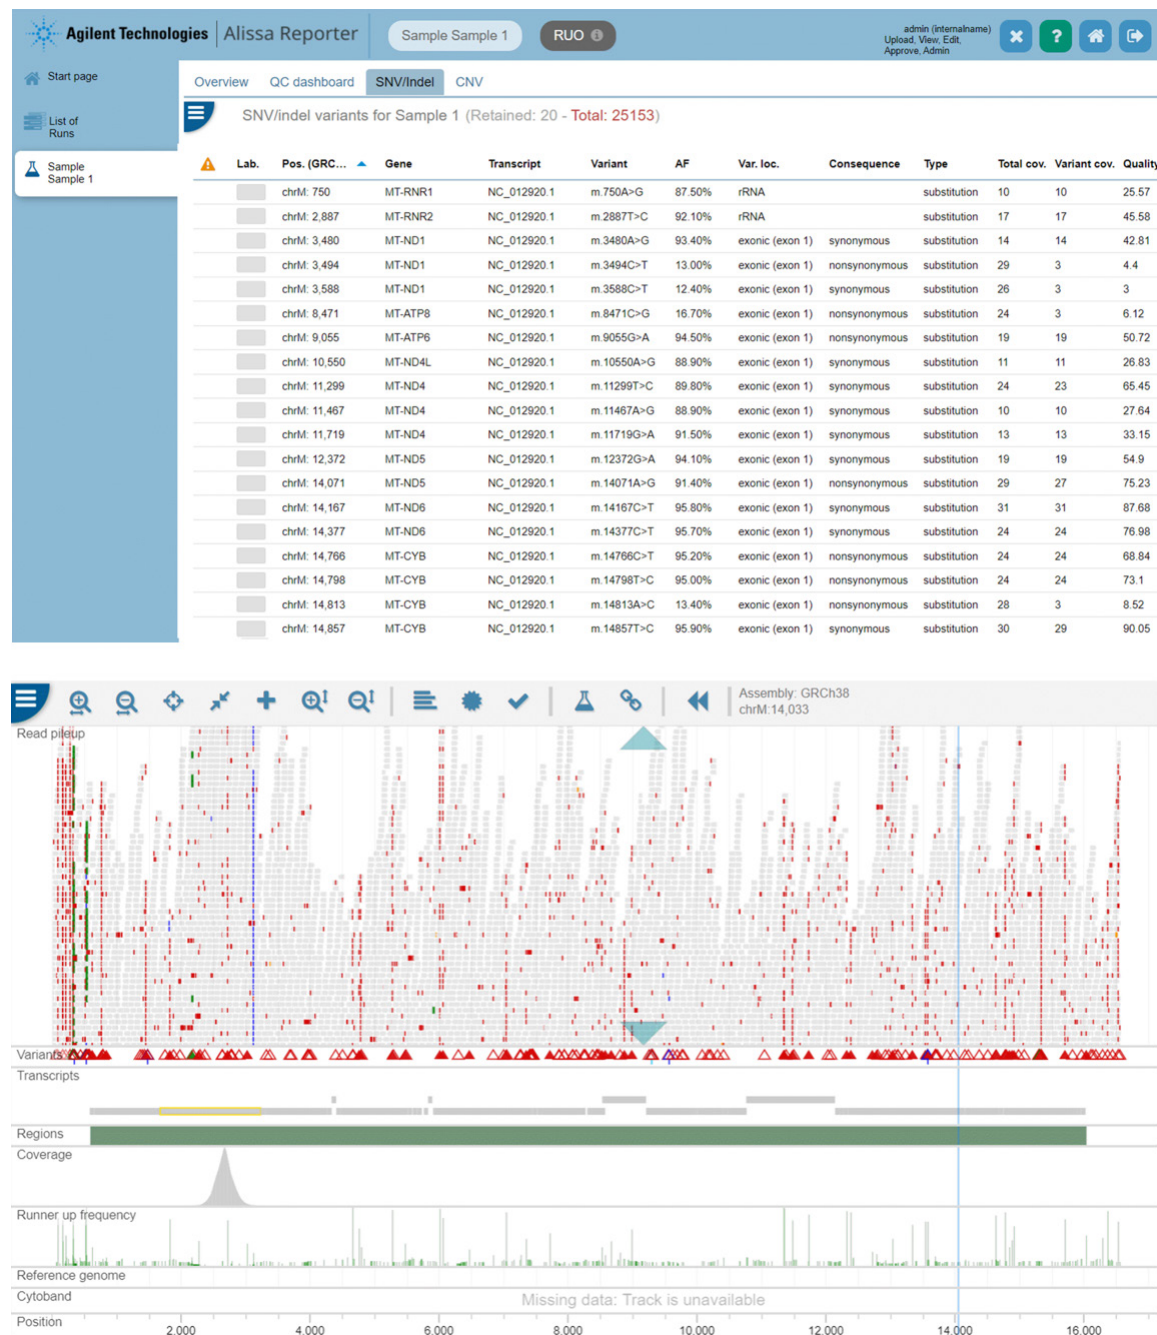 Agilent Technologies Alissa Reporter Sample Sample 1 RUO
admin (internalname)
Upload, View, Edit,
Approve, Admin
Start page
List of
Runs
Sample
Sample 1
Overview QC dashboard SNV/Indel CNV
SNV/indel variants for Sample 1 (Retained: 20 - Total: 25153)
Lab. Pos. (GRC... Gene Transcript Variant AF Var. loc. Consequence Type Total cov. Variant cov. Quality
chrM: 750 MT-RNR1 NC_012920.1 m.750A>G 87.50% rRNA substitution 10 10 25.57
chrM: 2,887 MT-RNR2 NC_012920.1 m.2887T>C 92.10% rRNA substitution 17 17 45.58
chrM: 3,480 MT-ND1 NC_012920.1 m.3480A>G 93.40% exonic (exon 1) synonymous substitution 14 14 42.81
chrM: 3,494 MT-ND1 NC_012920.1 m.3494C>T 13.00% exonic (exon 1) nonsynonymous substitution 29 3 4.4
chrM: 3,588 MT-ND1 NC_012920.1 m.3588C>T 12.40% exonic (exon 1) synonymous substitution 26 3 3
chrM: 8,471 MT-ATP8 NC_012920.1 m.8471C>G 16.70% exonic (exon 1) nonsynonymous substitution 24 3 6.12
chrM: 9,055 MT-ATP6 NC_012920.1 m.9055G>A 94.50% exonic (exon 1) nonsynonymous substitution 19 19 50.72
chrM: 10,550 MT-ND4L NC_012920.1 m.10550A>G 88.90% exonic (exon 1) synonymous substitution 11 11 26.83
chrM: 11,299 MT-ND4 NC_012920.1 m.11299T>C 89.80% exonic (exon 1) synonymous substitution 24 23 65.45
chrM: 11,467 MT-ND4 NC_012920.1 m.11467A>G 88.90% exonic (exon 1) synonymous substitution 10 10 27.64
chrM: 11,719 MT-ND4 NC_012920.1 m.11719G>A 91.50% exonic (exon 1) synonymous substitution 13 13 33.15
chrM: 12,372 MT-ND5 NC_012920.1 m.12372G>A 94.10% exonic (exon 1) synonymous substitution 19 19 54.9
chrM: 14,071 MT-ND5 NC_012920.1 m.14071A>G 91.40% exonic (exon 1) nonsynonymous substitution 29 27 75.23
chrM: 14,167 MT-ND6 NC_012920.1 m.14167C>T 95.80% exonic (exon 1) synonymous substitution 31 31 87.68
chrM: 14,377 MT-ND6 NC_012920.1 m.14377C>T 95.70% exonic (exon 1) synonymous substitution 24 24 76.98
chrM: 14,766 MT-CYB NC_012920.1 m.14766C>T 95.20% exonic (exon 1) nonsynonymous substitution 24 24 68.84
chrM: 14,798 MT-CYB NC_012920.1 m.14798T>C 95.00% exonic (exon 1) nonsynonymous substitution 24 24 73.1
chrM: 14,813 MT-CYB NC_012920.1 m.14813A>C 13.40% exonic (exon 1) nonsynonymous substitution 28 3 8.52
chrM: 14,857 MT-CYB NC_012920.1 m.14857T>C 95.90% exonic (exon 1) synonymous substitution 30 29 90.05
Assembly: GRCh38
chrM:14,033
Read pileup
Variants
Transcripts
Regions
Coverage
Runner up frequency
Reference genome
Cytoband Missing data: Track is unavailable
Position
2.000 4.000 6.000 8.000 10.000 12.000 14.000 16.000